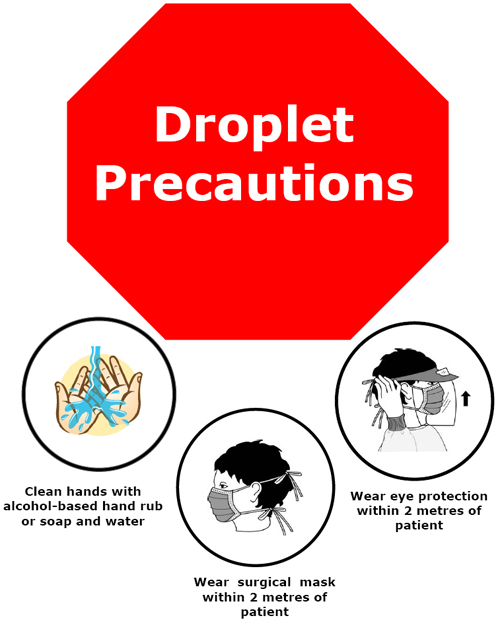 Droplet
Precautions
Clean hands with
alcohol-based hand rub
or soap and water
Wear surgical mask
within 2 metres of
patient
Wear eye protection
within 2 metres of
patient